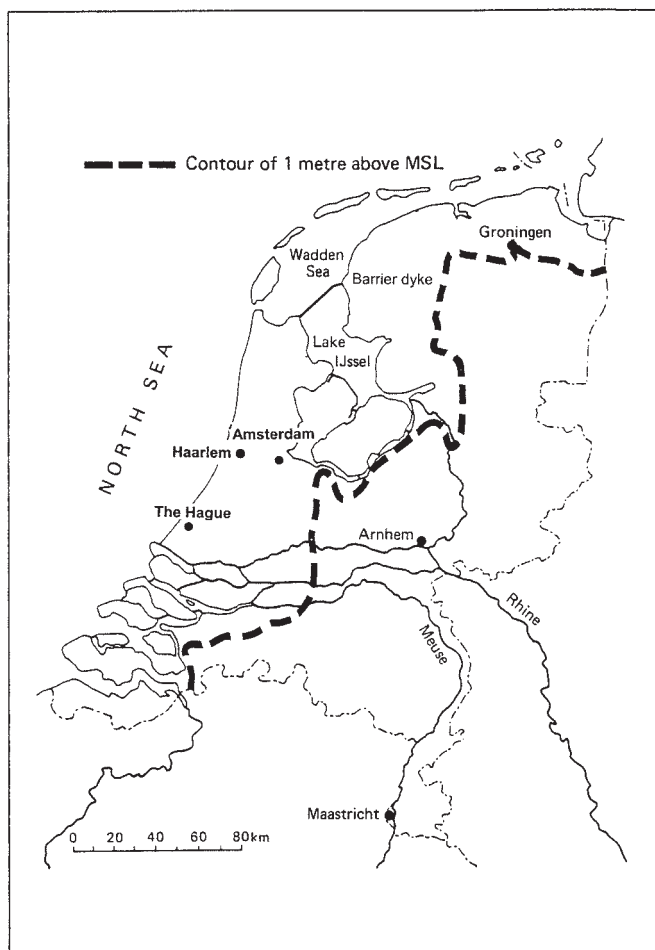 Contour of 1 metre above MSL
Groningen
Wadden
Sea
Barrier dyke
Lake
IJssel
NORTH SEA
Amsterdam
Haarlem
The Hague
Arnhem
Rhine
Meuse
Maastricht
0 20 40 60 80km